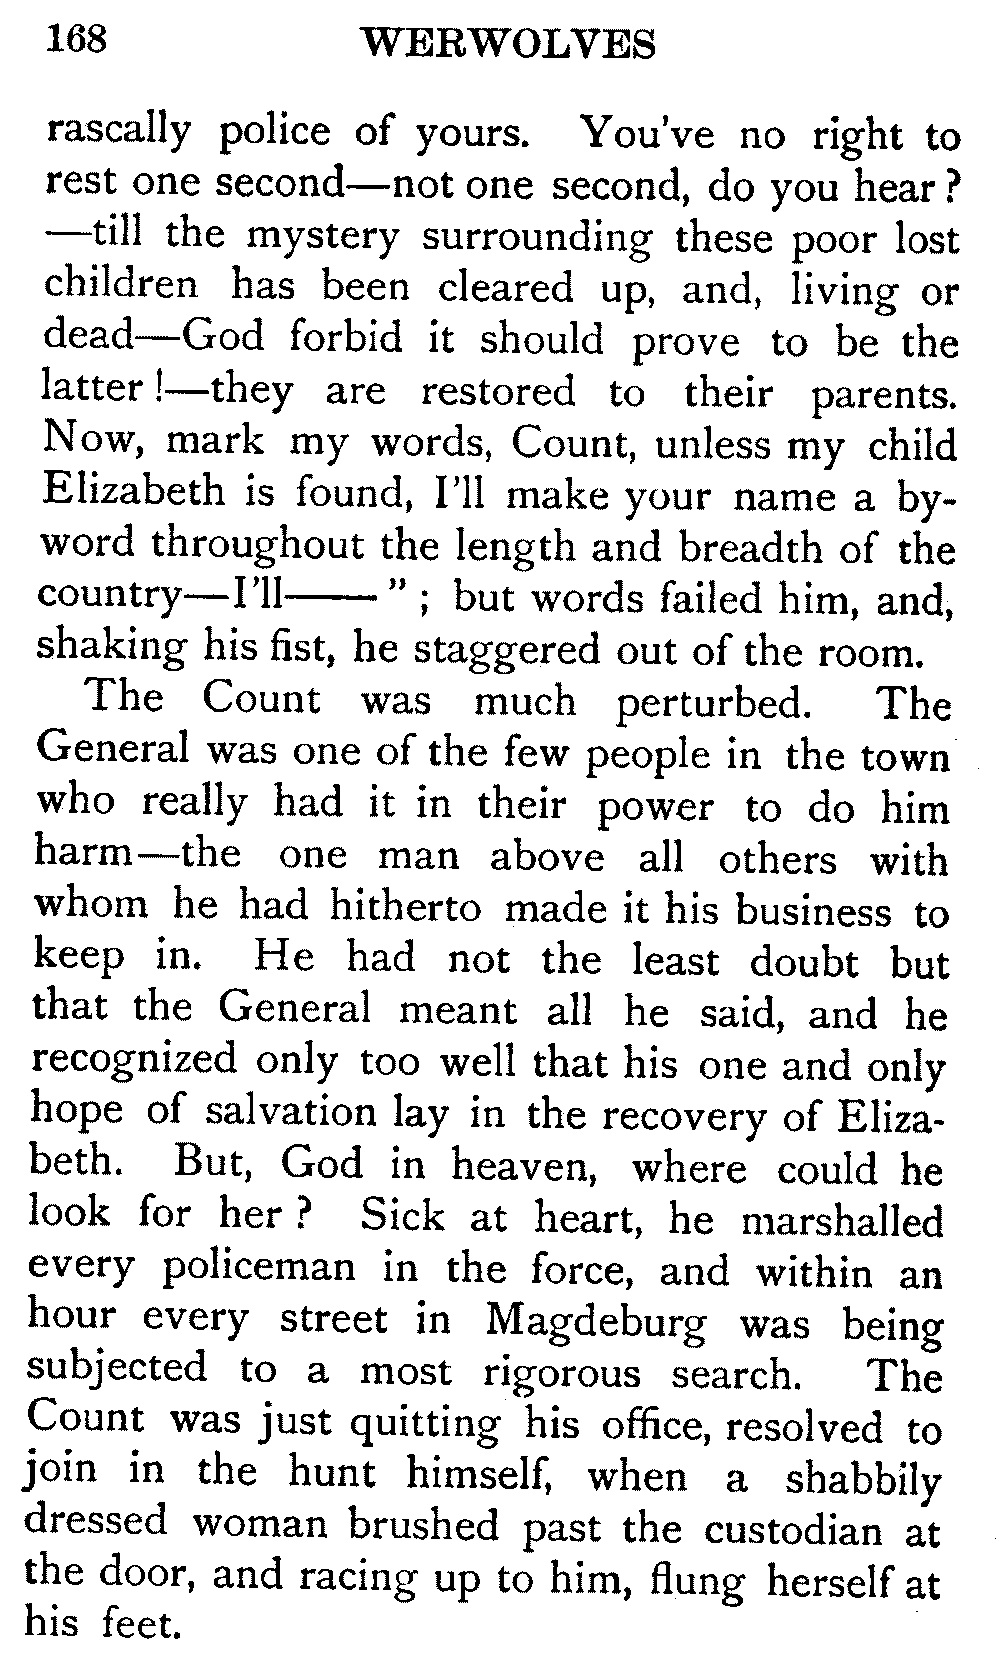 168 WERWOLVES
rascally police of yours. You've no right to
rest one second—not one second, do you hear ?
—till the mystery surrounding these poor lost
children has been cleared up, and, living or
dead—God forbid it should prove to be the
latter !—they are restored to their parents.
Now, mark my words, Count, unless my child
Elizabeth is found, I'll make your name a by-
word throughout the length and breadth of the
country—I'll—— " ; but words failed him, and,
shaking his fist, he staggered out of the room.
The Count was much perturbed. The
General was one of the few people in the town
who really had it in their power to do him
harm—the one man above all others with
whom he had hitherto made it his business to
keep in. He had not the least doubt but
that the General meant all he said, and he
recognized only too well that his one and only
hope of salvation lay in the recovery of Eliza-
beth. But, God in heaven, where could he
look for her ? Sick at heart, he marshalled
every policeman in the force, and within an
hour every street in Magdeburg was being
subjected to a most rigorous search. The
Count was just quitting his office, resolved to
join in the hunt himself, when a shabbily
dressed woman brushed past the custodian at
the door, and racing up to him, flung herself at
his feet.